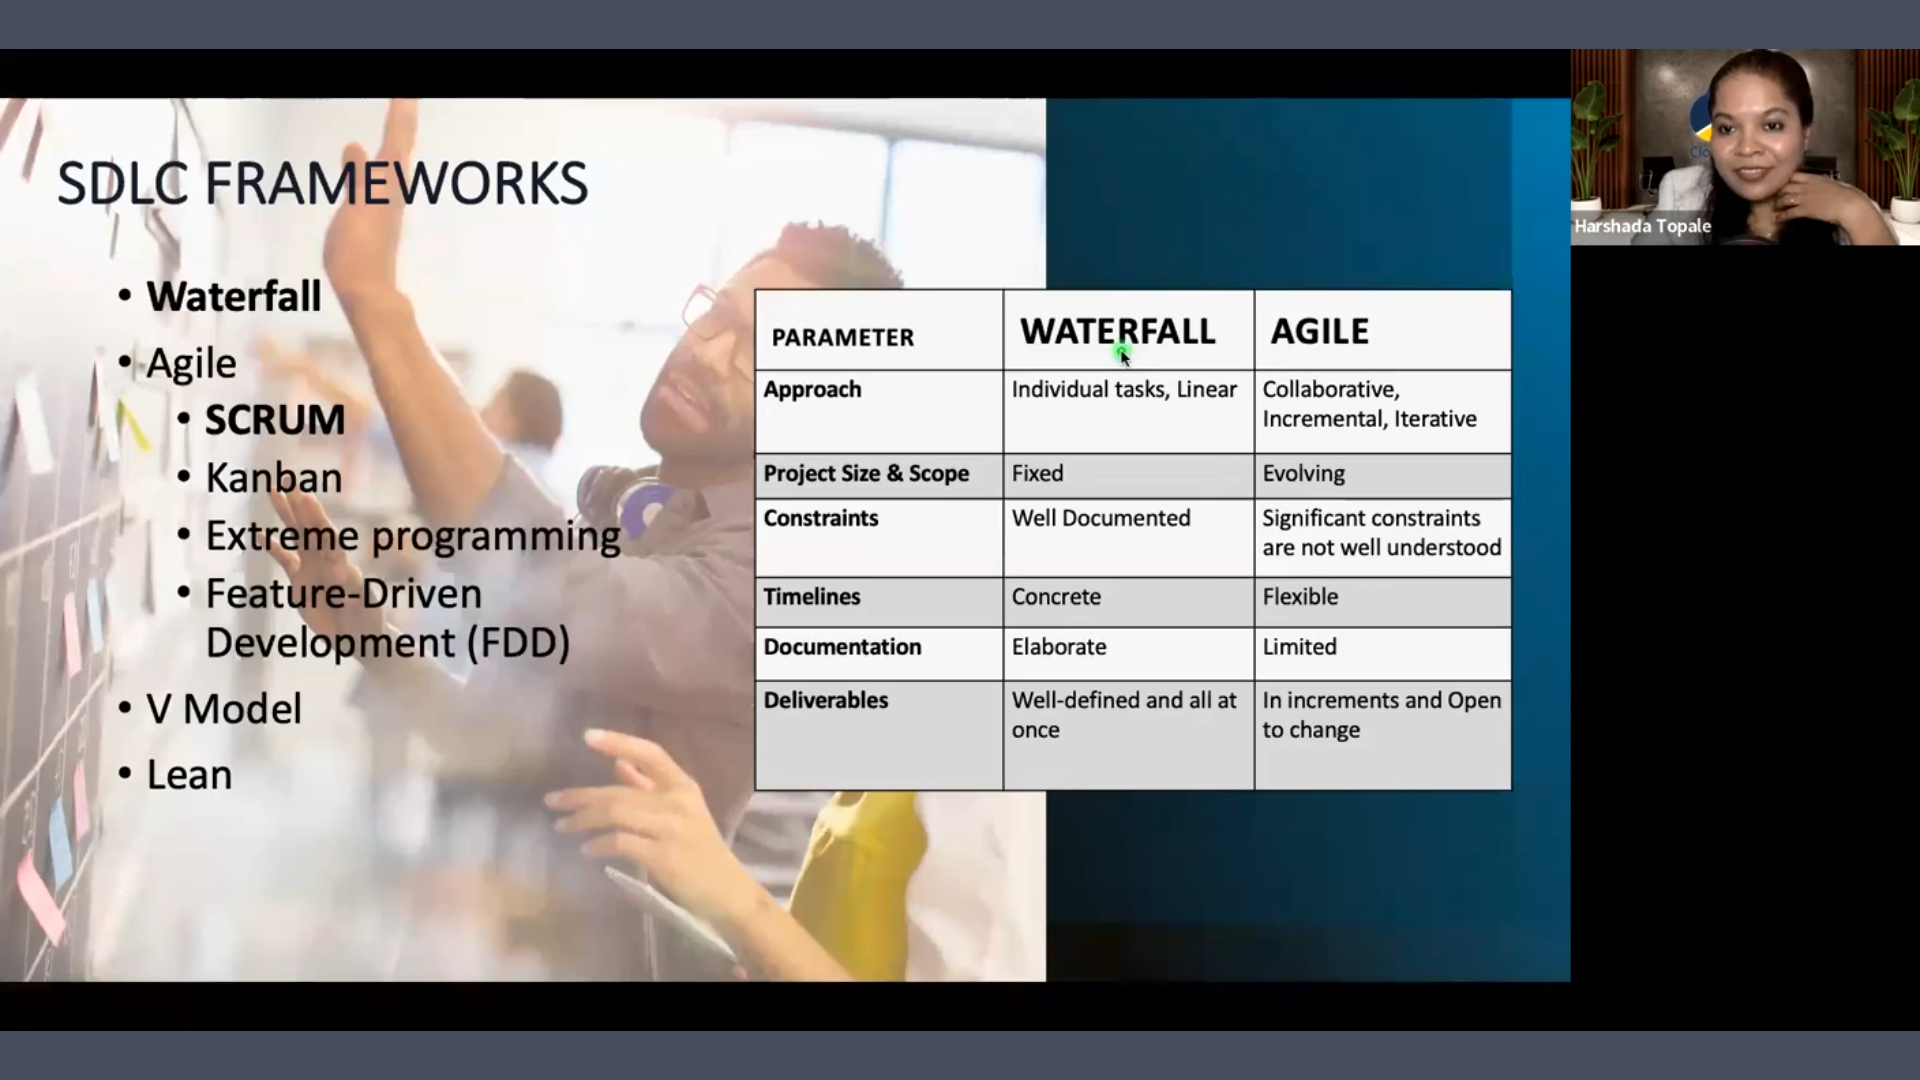 SDLC FRAMEWORKS
• Waterfall
• Agile
• SCRUM
• Kanban
• Extreme programming
• Feature-Driven
Development (FDD)
• V Model
• Lean
PARAMETER WATERFALL AGILE
Approach Individual tasks, Linear Collaborative,
Incremental, Iterative
Project Size & Scope Fixed Evolving
Constraints Well Documented Significant constraints
are not well understood
Timelines Concrete Flexible
Documentation Elaborate Limited
Deliverables Well-defined and all at In increments and Open
once to change
Clo
Harshada Topale